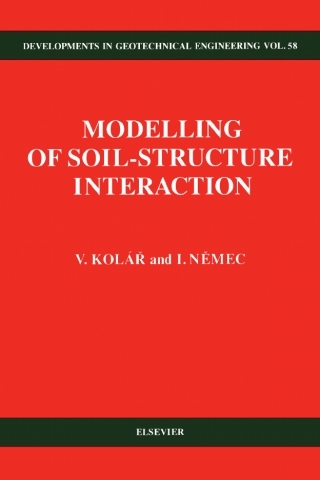 DEVELOPMENTS IN GEOTECHNICAL ENGINEERING VOL. 58
MODELLING
OF SOIL-STRUCTURE
INTERACTION
V. KOLÁŘ and I. NĚMEC
ELSEVIER